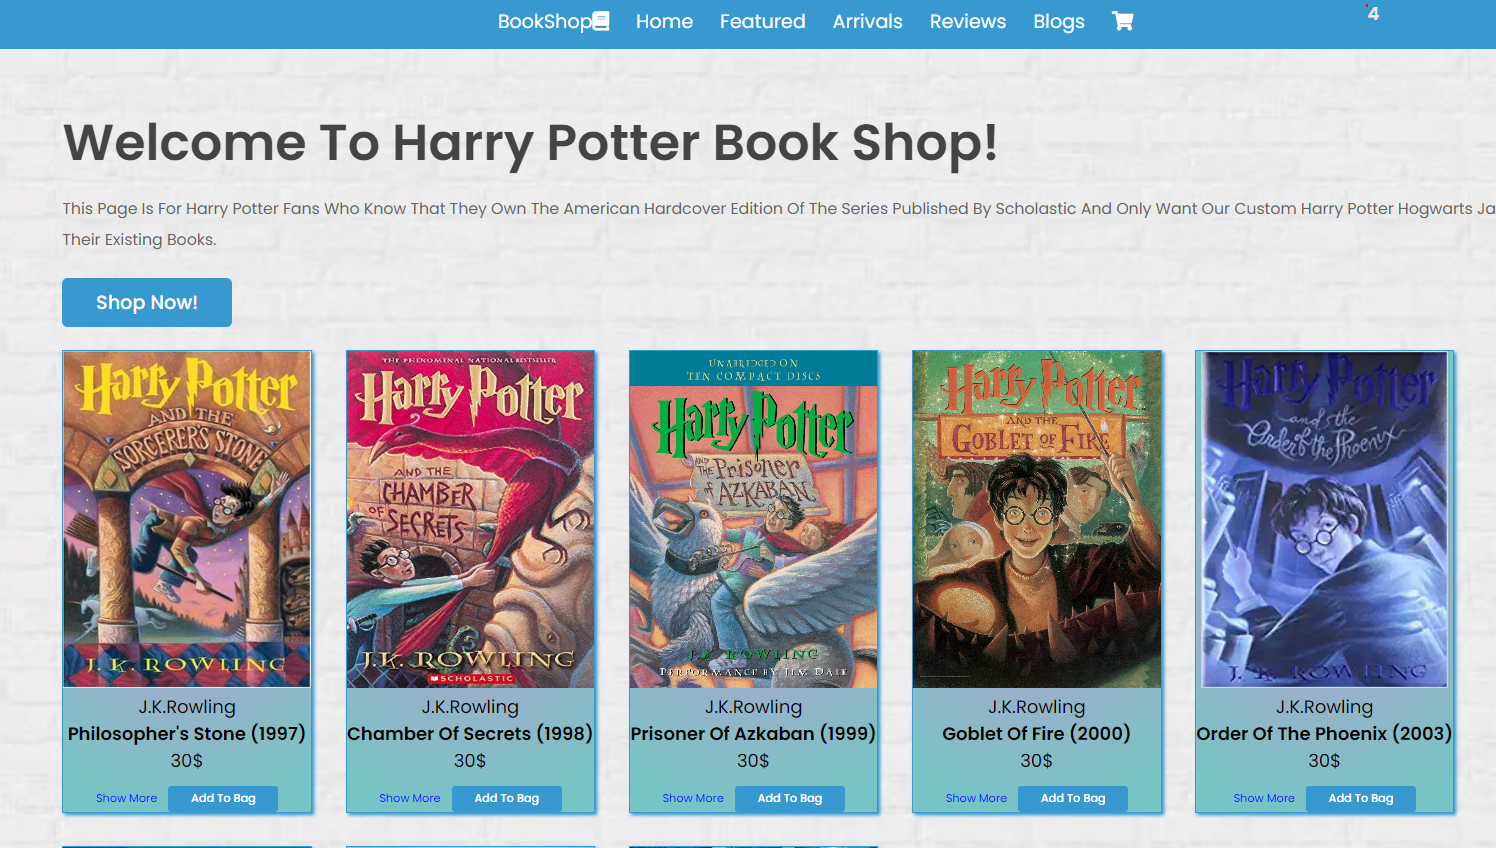 BookShop Home Featured Arrivals Reviews Blogs 4
Welcome To Harry Potter Book Shop!
This Page Is For Harry Potter Fans Who Know That They Own The American Hardcover Edition Of The Series Published By Scholastic And Only Want Our Custom Harry Potter Hogwarts Ja
Their Existing Books.
Shop Now!
Harry Potter
AND THE
SORCERER'S STONE
J. K. ROWLING
THE PHENOMENAL NATIONAL BESTSELLER
Harry Potter
AND THE
CHAMBER
OF SECRETS
J.K. ROWLING
SCHOLASTIC
UNABRIDGED ON
TEN COMPACT DISCS
Harry Potter
AND
THE Prisoner
of AZKABAN
J.K. ROWLING
PERFORMANCE BY JIM DALE
Harry Potter
AND THE
GOBLET OF FIRE
Harry Potter
and the
Order of the Phoenix
J. K. ROWLING
J.K.Rowling J.K.Rowling J.K.Rowling J.K.Rowling J.K.Rowling
Philosopher's Stone (1997) Chamber Of Secrets (1998) Prisoner Of Azkaban (1999) Goblet Of Fire (2000) Order Of The Phoenix (2003)
30$ 30$ 30$ 30$ 30$
Show More Add To Bag Show More Add To Bag Show More Add To Bag Show More Add To Bag Show More Add To Bag